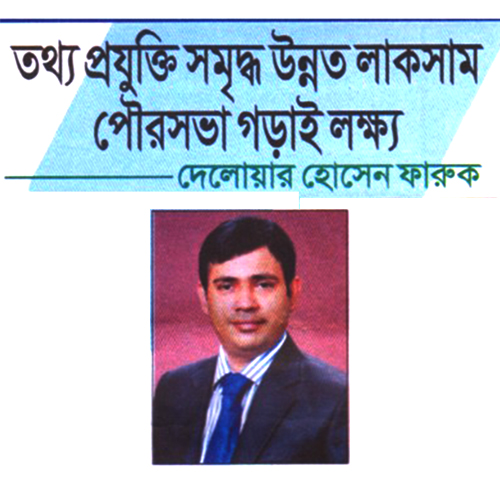 তথ্য প্রযুক্তি সমৃদ্ধ উন্নত লাকসাম
পৌরসভা গড়াই লক্ষ্য
দেলোয়ার হোসেন ফারুক